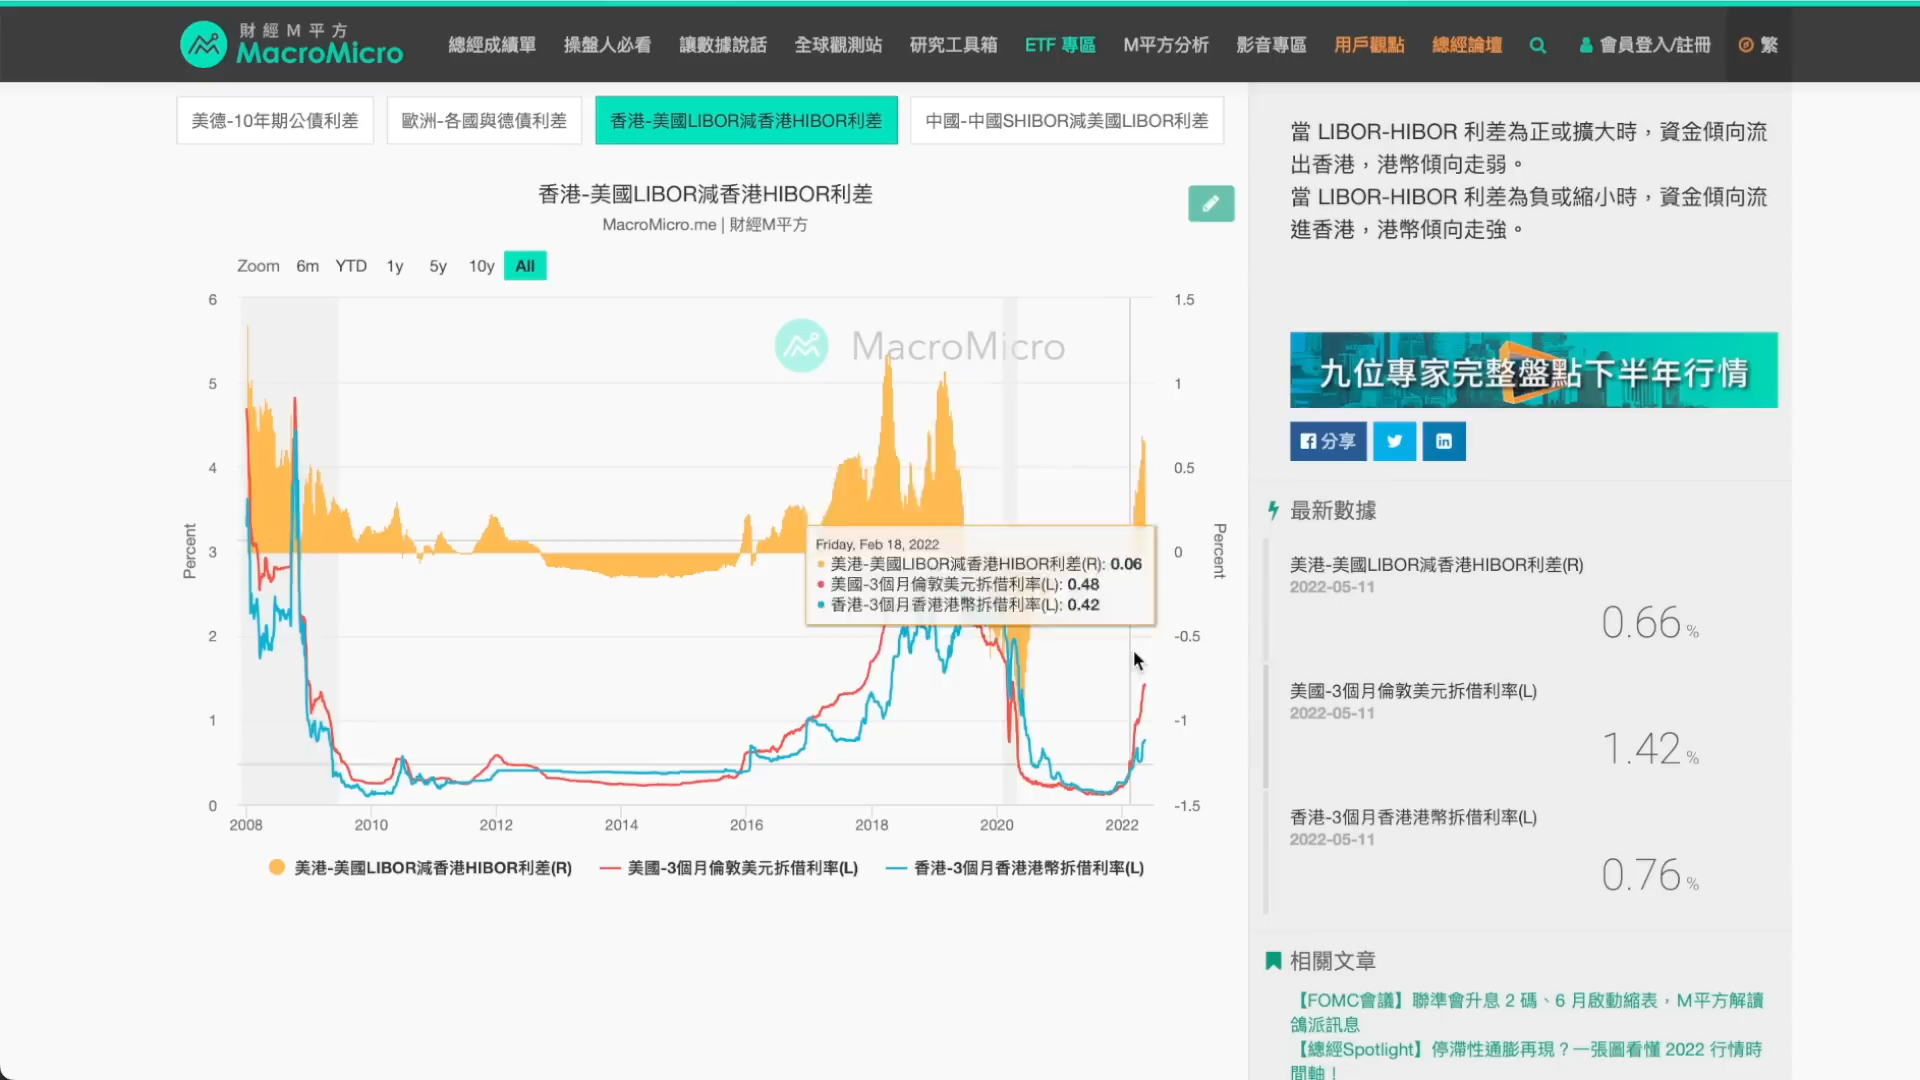 財經M平方
MacroMicro
總經成績單 操盤人必看 讓數據說話 全球觀測站 研究工具箱 ETF 專區 M平方分析 影音專區 用戶觀點 總經論壇 會員登入/註冊 繁
美德-10年期公債利差 歐洲-各國與德債利差 香港-美國LIBOR減香港HIBOR利差 中國-中國SHIBOR減美國LIBOR利差
香港-美國LIBOR減香港HIBOR利差
MacroMicro.me | 財經M平方
Zoom 6m YTD 1y 5y 10y All
MacroMicro
6 1.5
5 1
4 0.5
3 0
2 -0.5
1 -1
0 -1.5
Percent
Percent
Friday, Feb 18, 2022
美港-美國LIBOR減香港HIBOR利差(R): 0.06
美國-3個月倫敦美元拆借利率(L): 0.48
香港-3個月香港港幣拆借利率(L): 0.42
2008 2010 2012 2014 2016 2018 2020 2022
美港-美國LIBOR減香港HIBOR利差(R) 美國-3個月倫敦美元拆借利率(L) 香港-3個月香港港幣拆借利率(L)
當 LIBOR-HIBOR 利差為正或擴大時，資金傾向流
出香港，港幣傾向走弱。
當 LIBOR-HIBOR 利差為負或縮小時，資金傾向流
進香港，港幣傾向走強。
九位專家完整盤點下半年行情
分享
最新數據
美港-美國LIBOR減香港HIBOR利差(R)
2022-05-11
0.66 %
美國-3個月倫敦美元拆借利率(L)
2022-05-11
1.42 %
香港-3個月香港港幣拆借利率(L)
2022-05-11
0.76 %
相關文章
【FOMC會議】聯準會升息 2 碼、6 月啟動縮表，M平方解讀
鴿派訊息
【總經Spotlight】停滯性通膨再現？一張圖看懂 2022 行情時
間軸！